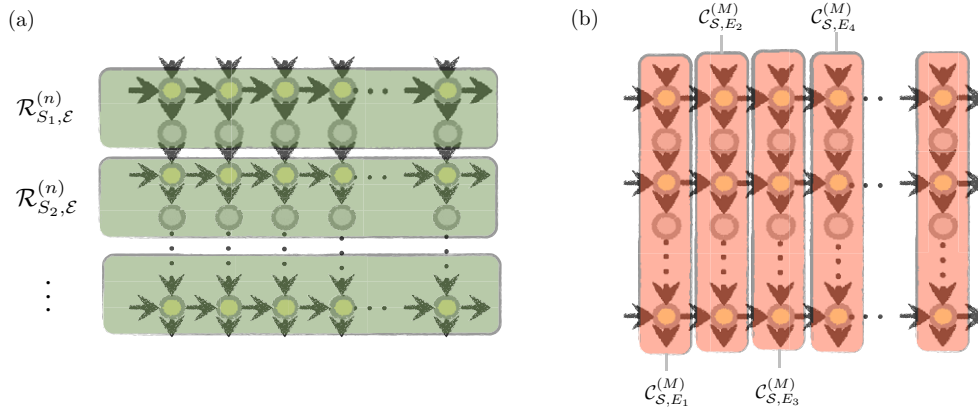 (a)
$\mathcal{R}^{(n)}_{S_1,\mathcal{E}}$
$\mathcal{R}^{(n)}_{S_2,\mathcal{E}}$
⋮
(b)
$\mathcal{C}^{(M)}_{\mathcal{S},E_2}$ $\mathcal{C}^{(M)}_{\mathcal{S},E_4}$
$\mathcal{C}^{(M)}_{\mathcal{S},E_1}$ $\mathcal{C}^{(M)}_{\mathcal{S},E_3}$